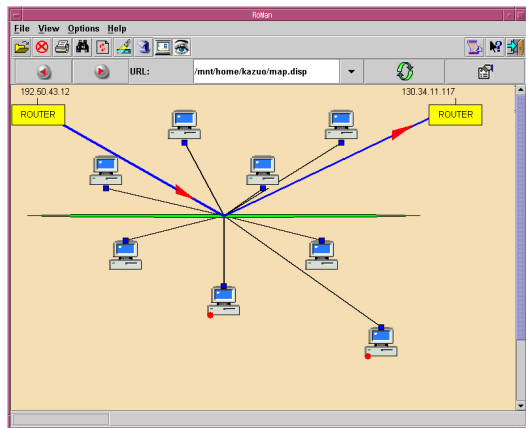 RoMan
File View Options Help
URL: /mnt/home/kazuo/map.disp
192.50.43.12 130.34.11.117
ROUTER ROUTER